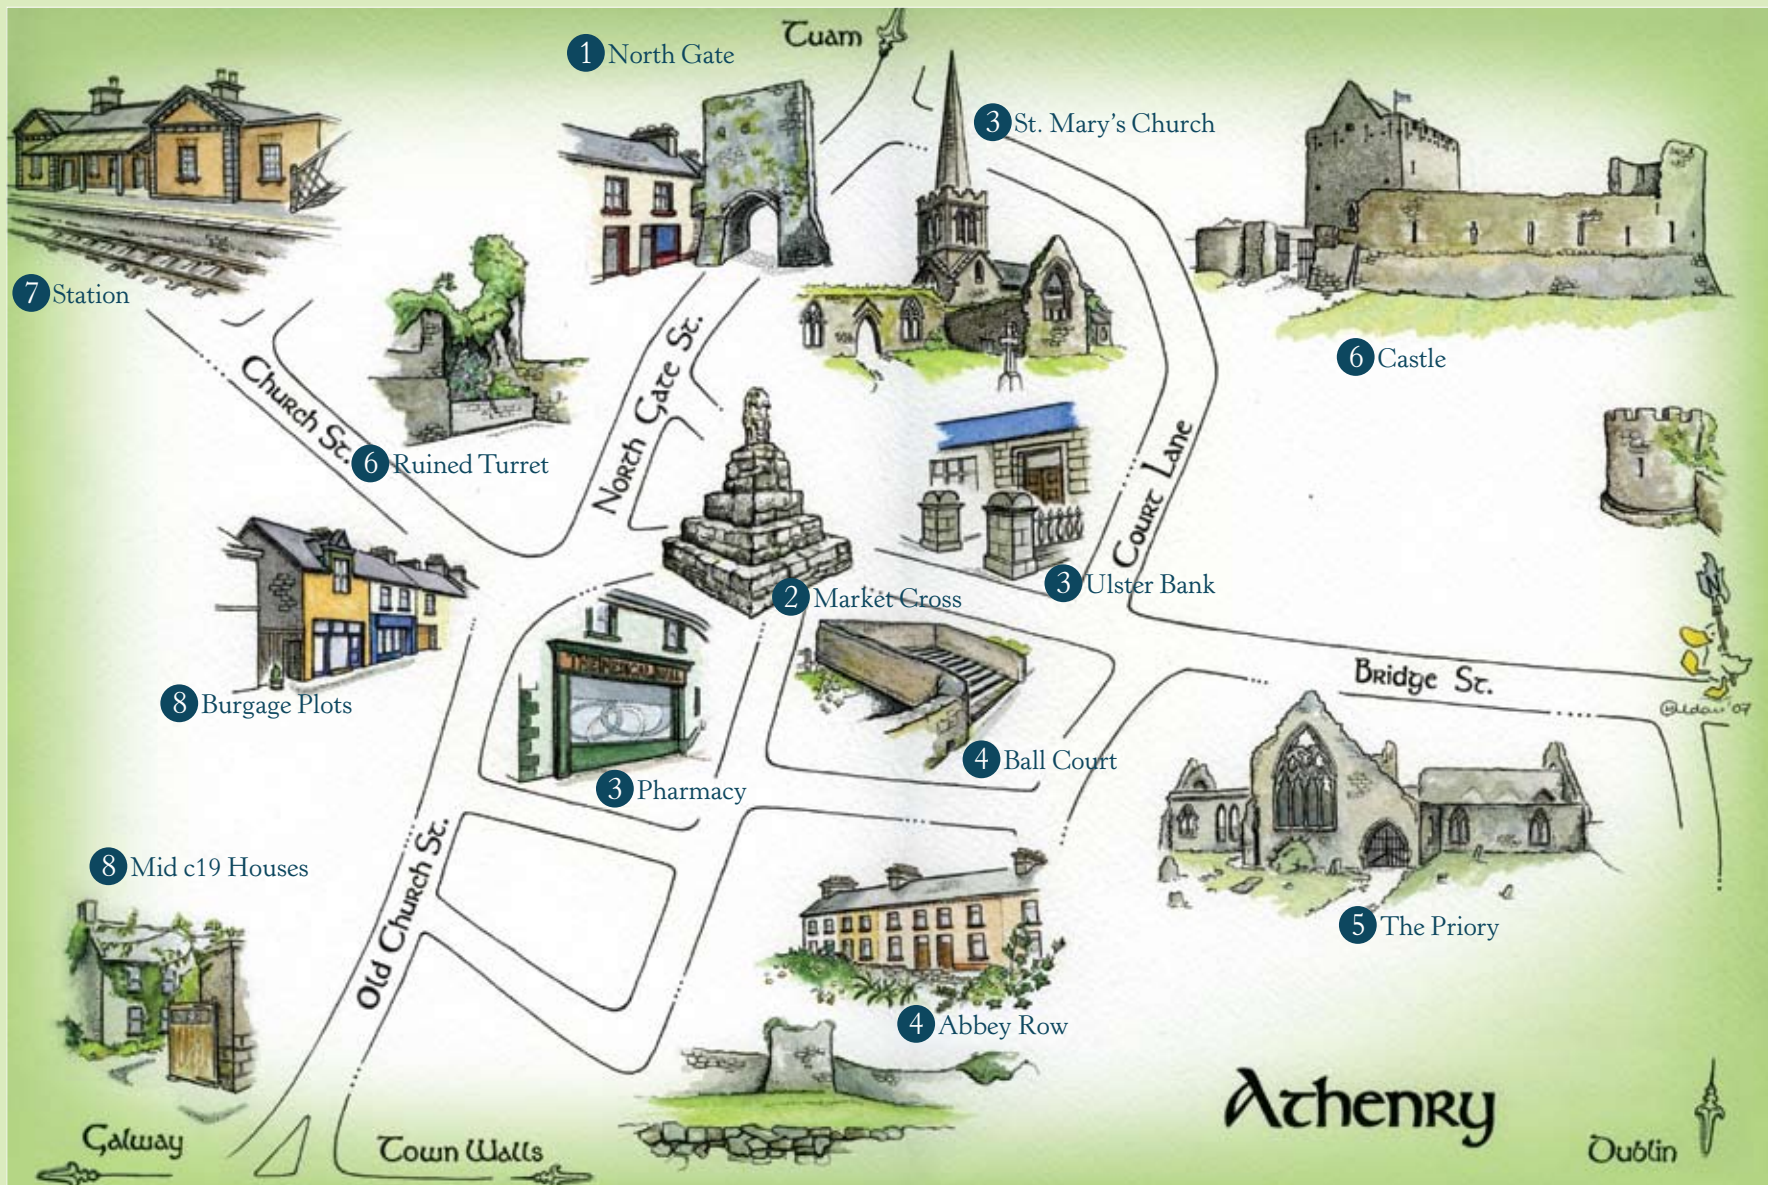 Tuam
1 North Gate
3 St. Mary's Church
7 Station
6 Castle
Church St.
North Gate St.
6 Ruined Turret
Court Lane
N
3 Ulster Bank
2 Market Cross
Bridge St.
8 Burgage Plots
4 Ball Court
3 Pharmacy
8 Mid c19 Houses
Old Church St.
5 The Priory
4 Abbey Row
Athenry
Galway
Town Walls
Dublin